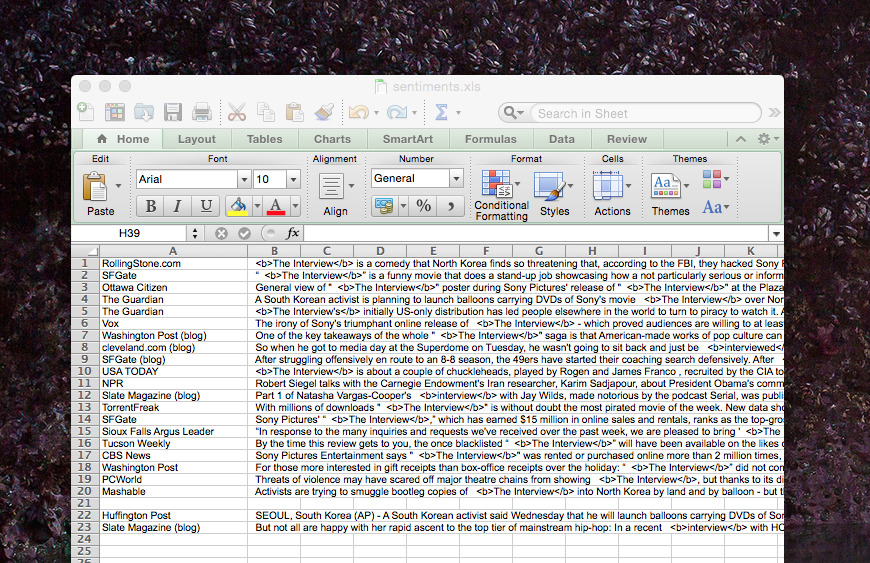 sentiments.xls
Search in Sheet
Home Layout Tables Charts SmartArt Formulas Data Review
Edit Font Alignment Number Format Cells Themes
Arial 10 General
Paste B I U A Align % Conditional Formatting Styles Actions Themes Aa
H39 fx
A B C D E F G H I J K
1 RollingStone.com <b>The Interview</b> is a comedy that North Korea finds so threatening that, according to the FBI, they hacked Sony
2 SFGate " <b>The Interview</b>" is a funny movie that does a stand-up job showcasing how a not particularly serious or inform
3 Ottawa Citizen General view of " <b>The Interview</b>" poster during Sony Pictures' release of " <b>The Interview</b>" at the Plaza
4 The Guardian A South Korean activist is planning to launch balloons carrying DVDs of Sony's movie <b>The Interview</b> over Nor
5 The Guardian <b>The Interview's</b> initially US-only distribution has led people elsewhere in the world to turn to piracy to watch it.
6 Vox The irony of Sony's triumphant online release of <b>The Interview</b> - which proved audiences are willing to at leas
7 Washington Post (blog) One of the key takeaways of the whole " <b>The Interview</b>" saga is that American-made works of pop culture can
8 cleveland.com (blog) So when he got to media day at the Superdome on Tuesday, he wasn't going to sit back and just be <b>interviewed</
9 SFGate (blog) After struggling offensively en route to an 8-8 season, the 49ers have started their coaching search defensively. After
10 USA TODAY <b>The Interview</b> is about a couple of chuckleheads, played by Rogen and James Franco , recruited by the CIA to
11 NPR Robert Siegel talks with the Carnegie Endowment's Iran researcher, Karim Sadjapour, about President Obama's comm
12 Slate Magazine (blog) Part 1 of Natasha Vargas-Cooper's <b>interview</b> with Jay Wilds, made notorious by the podcast Serial, was publi
13 TorrentFreak With millions of downloads " <b>The Interview</b>" is without doubt the most pirated movie of the week. New data sho
14 SFGate Sony Pictures' " <b>The Interview</b>," which has earned $15 million in online sales and rentals, ranks as the top-gro
15 Sioux Falls Argus Leader "In response to the many inquiries and requests we've received over the past week, we are pleased to bring ' <b>The
16 Tucson Weekly By the time this review gets to you, the once blacklisted " <b>The Interview</b>" will have been available on the likes o
17 CBS News Sony Pictures Entertainment says " <b>The Interview</b>" was rented or purchased online more than 2 million times,
18 Washington Post For those more interested in gift receipts than box-office receipts over the holiday: " <b>The Interview</b>" did not com
19 PCWorld Threats of violence may have scared off major theatre chains from showing <b>The Interview</b>, but thanks to its di
20 Mashable Activists are trying to smuggle bootleg copies of <b>The Interview</b> into North Korea by land and by balloon - but t
21
22 Huffington Post SEOUL, South Korea (AP) - A South Korean activist said Wednesday that he will launch balloons carrying DVDs of Son
23 Slate Magazine (blog) But not all are happy with her rapid ascent to the top tier of mainstream hip-hop: In a recent <b>interview</b> with HO
24
25
26